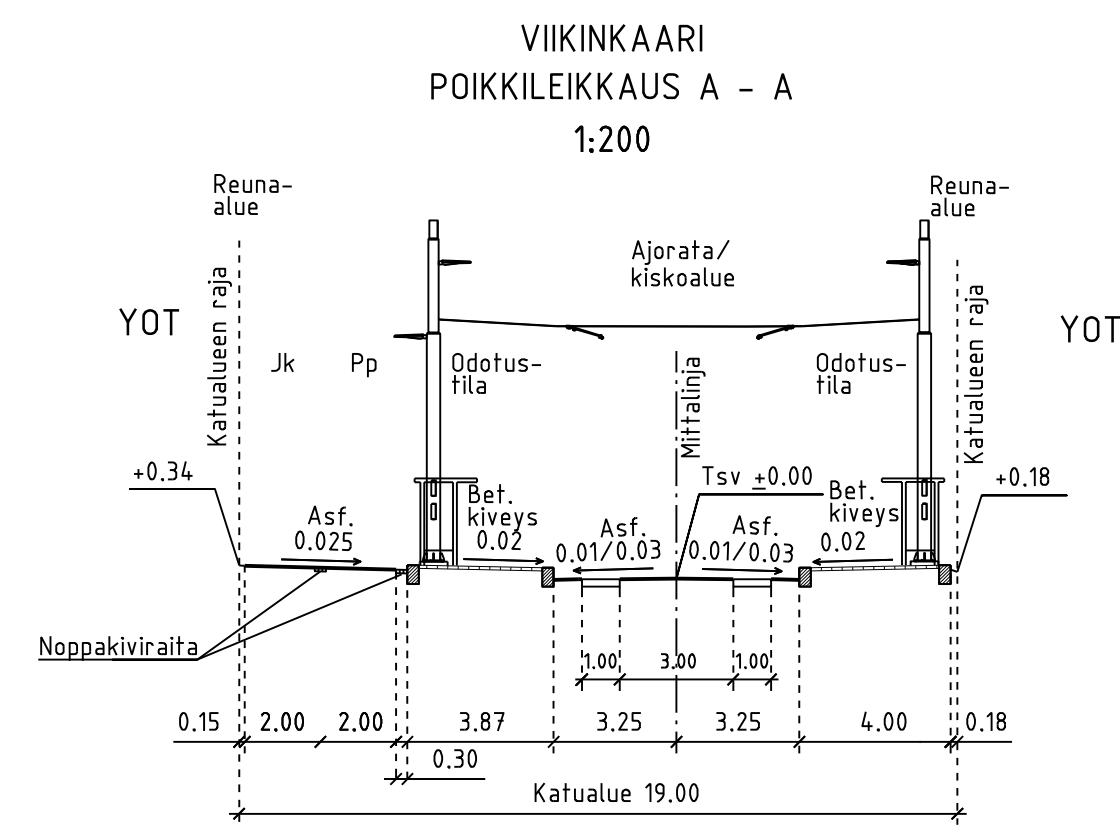 VIIKINKAARI
POIKKILEIKKAUS A – A
1:200
Reuna-
alue
Reuna-
alue
Ajorata/
kiskoalue
Katualueen raja
Katualueen raja
YOT
YOT
Jk
Pp
Odotus-
tila
Odotus-
tila
Mittalinja
+0.34
Tsv ±0.00
+0.18
Bet.
kiveys
0.02
Bet.
kiveys
0.02
Asf.
0.025
Asf.
0.01/0.03
Asf.
0.01/0.03
Noppakiviraita
1.00
3.00
1.00
0.15
2.00
2.00
3.87
3.25
3.25
4.00
0.18
0.30
Katualue 19.00